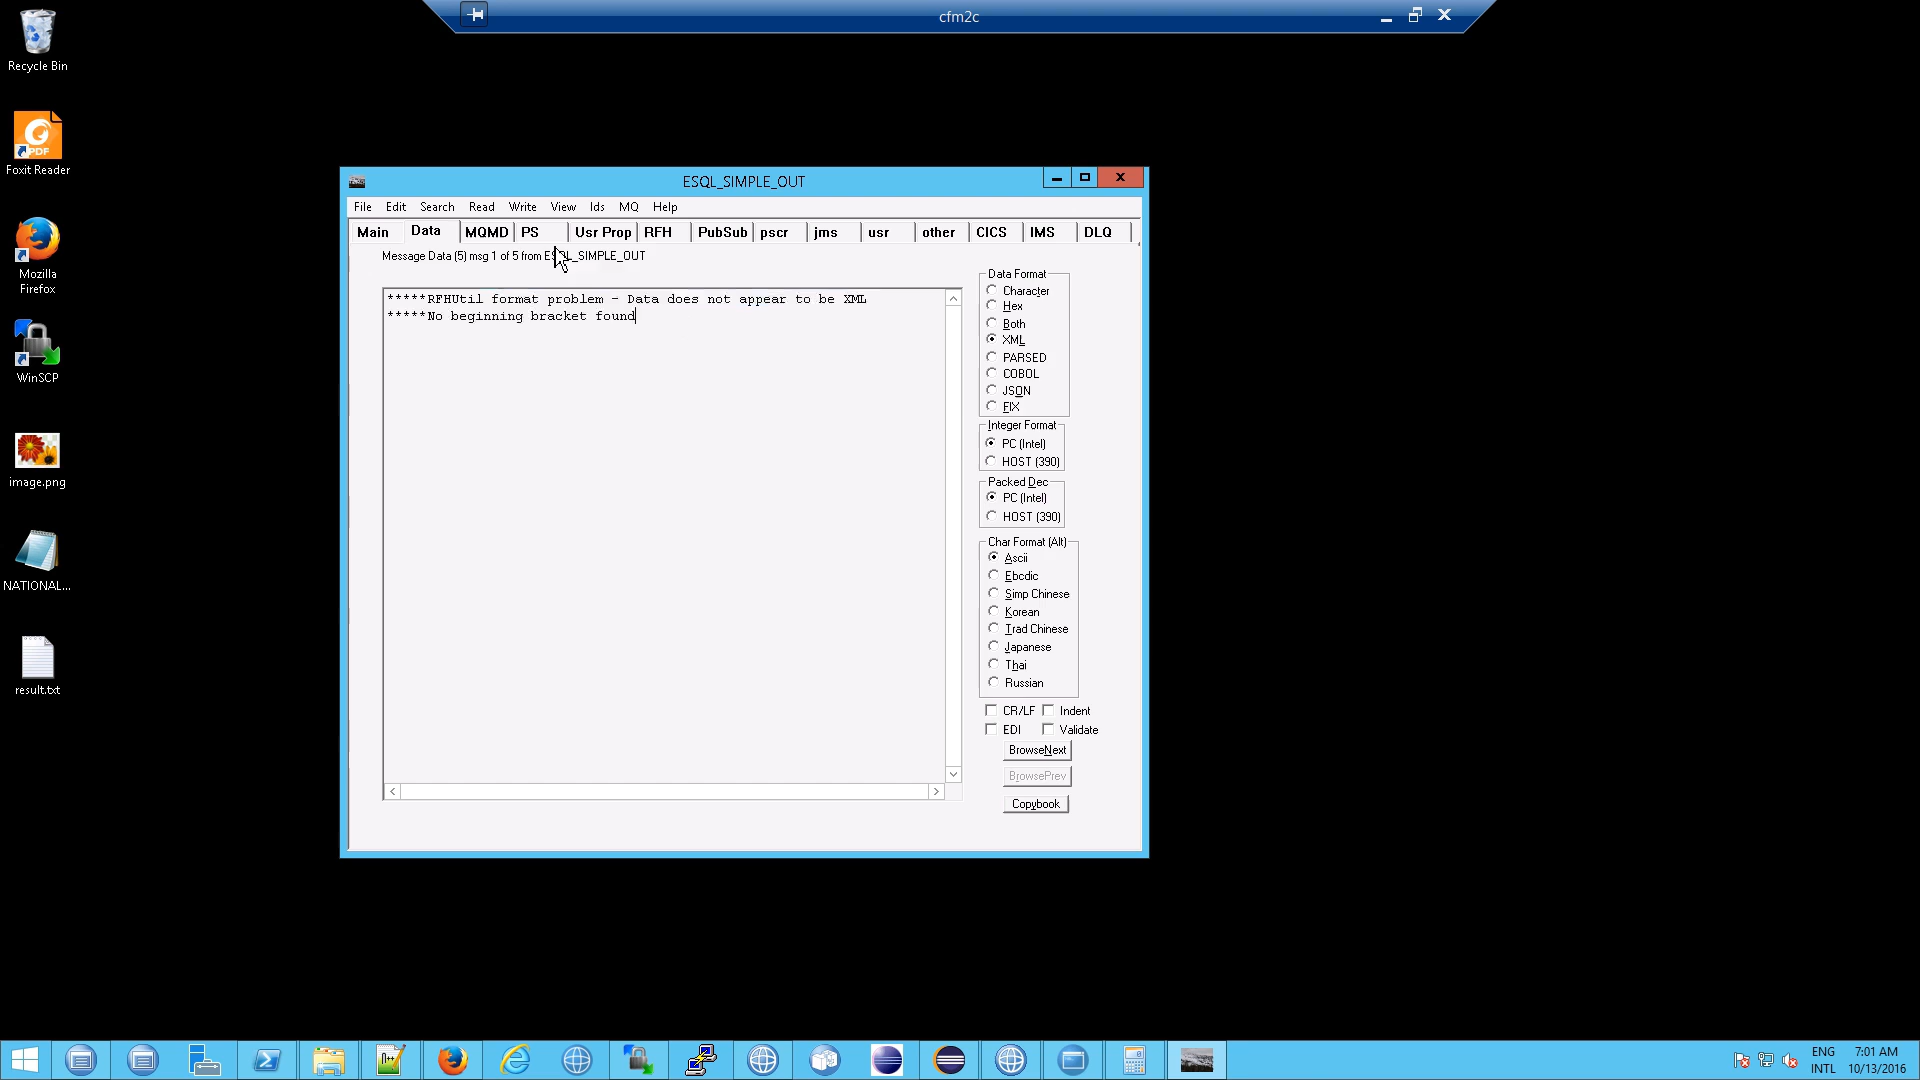 cfm2c
Recycle Bin
PDF
Foxit Reader
Mozilla
Firefox
WinSCP
image.png
NATIONAL...
result.txt
ESQL_SIMPLE_OUT
File Edit Search Read Write View Ids MQ Help
Main Data MQMD PS Usr Prop RFH PubSub pscr jms usr other CICS IMS DLQ
Message Data (5) msg 1 of 5 from ESQL_SIMPLE_OUT
*****RFHUtil format problem - Data does not appear to be XML
*****No beginning bracket found
Data Format
Character
Hex
Both
XML
PARSED
COBOL
JSON
FIX
Integer Format
PC (Intel)
HOST (390)
Packed Dec
PC (Intel)
HOST (390)
Char Format (Alt)
Ascii
Ebcdic
Simp Chinese
Korean
Trad Chinese
Japanese
Thai
Russian
CR/LF Indent
EDI Validate
BrowseNext
BrowsePrev
Copybook
ENG 7:01 AM
INTL 10/13/2016